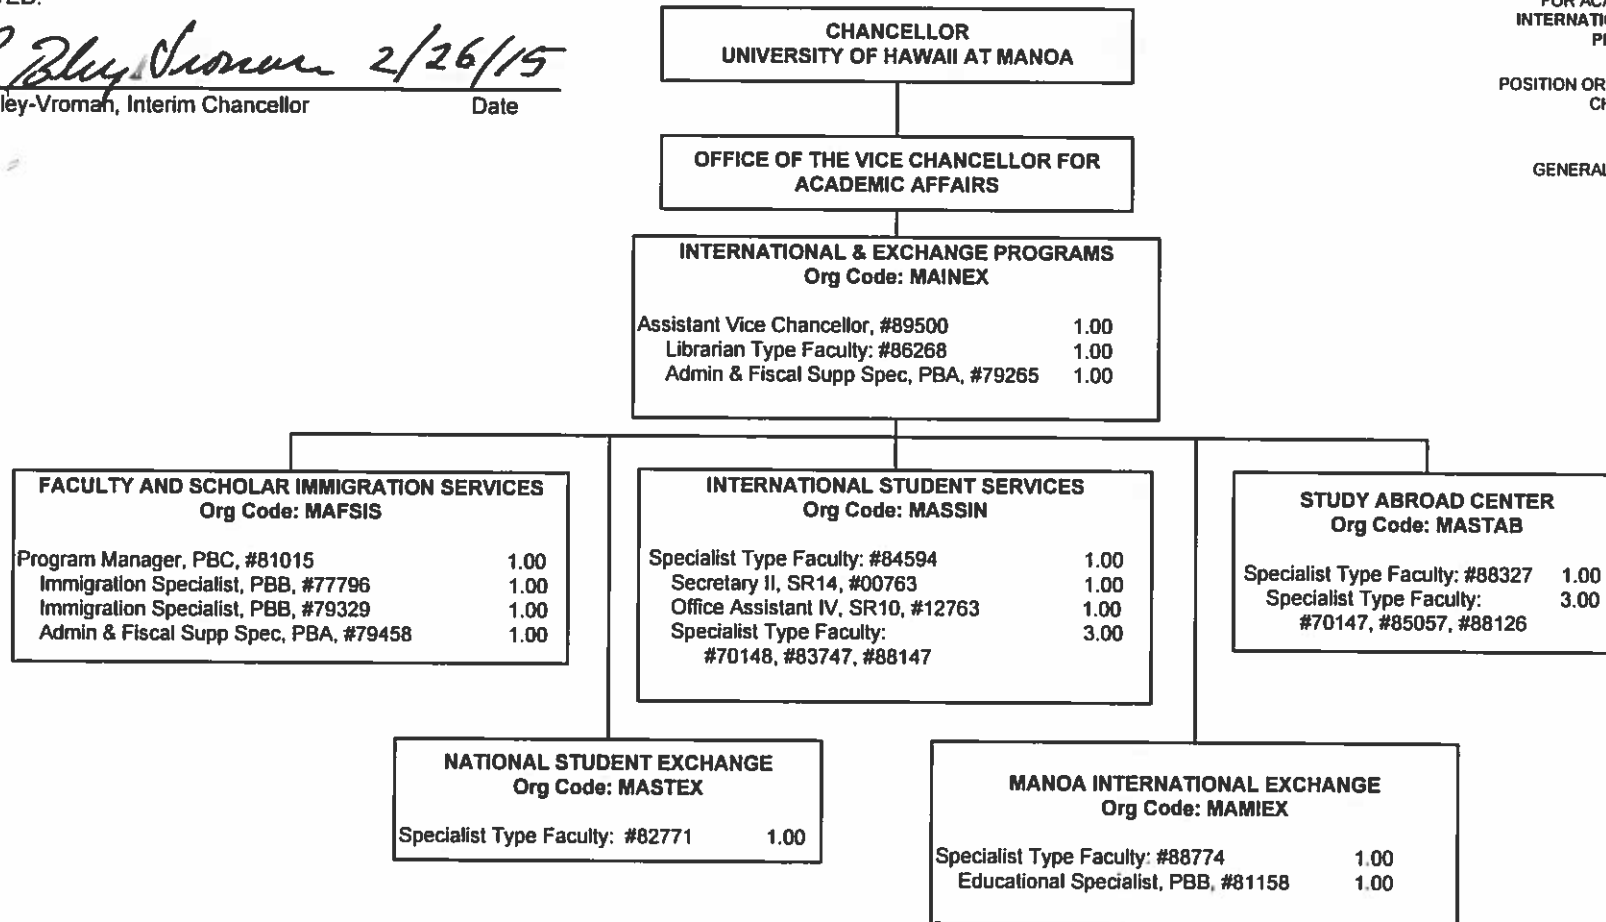 2/26/15
ley-Vroman, Interim Chancellor Date
CHANCELLOR
UNIVERSITY OF HAWAII AT MANOA
INTERNATI
POSITION OR
GENERAL
OFFICE OF THE VICE CHANCELLOR FOR
ACADEMIC AFFAIRS
INTERNATIONAL & EXCHANGE PROGRAMS
Org Code: MAINEX
Assistant Vice Chancellor, #89500 1.00
Librarian Type Faculty: #86268 1.00
Admin & Fiscal Supp Spec, PBA, #79265 1.00
FACULTY AND SCHOLAR IMMIGRATION SERVICES
Org Code: MAFSIS
Program Manager, PBC, #81015 1.00
Immigration Specialist, PBB, #77796 1.00
Immigration Specialist, PBB, #79329 1.00
Admin & Fiscal Supp Spec, PBA, #79458 1.00
INTERNATIONAL STUDENT SERVICES
Org Code: MASSIN
Specialist Type Faculty: #84594 1.00
Secretary II, SR14, #00763 1.00
Office Assistant IV, SR10, #12763 1.00
Specialist Type Faculty: 3.00
#70148, #83747, #88147
STUDY ABROAD CENTER
Org Code: MASTAB
Specialist Type Faculty: #88327 1.00
Specialist Type Faculty: 3.00
#70147, #85057, #88126
NATIONAL STUDENT EXCHANGE
Org Code: MASTEX
Specialist Type Faculty: #82771 1.00
MANOA INTERNATIONAL EXCHANGE
Org Code: MAMIEX
Specialist Type Faculty: #88774 1.00
Educational Specialist, PBB, #81158 1.00